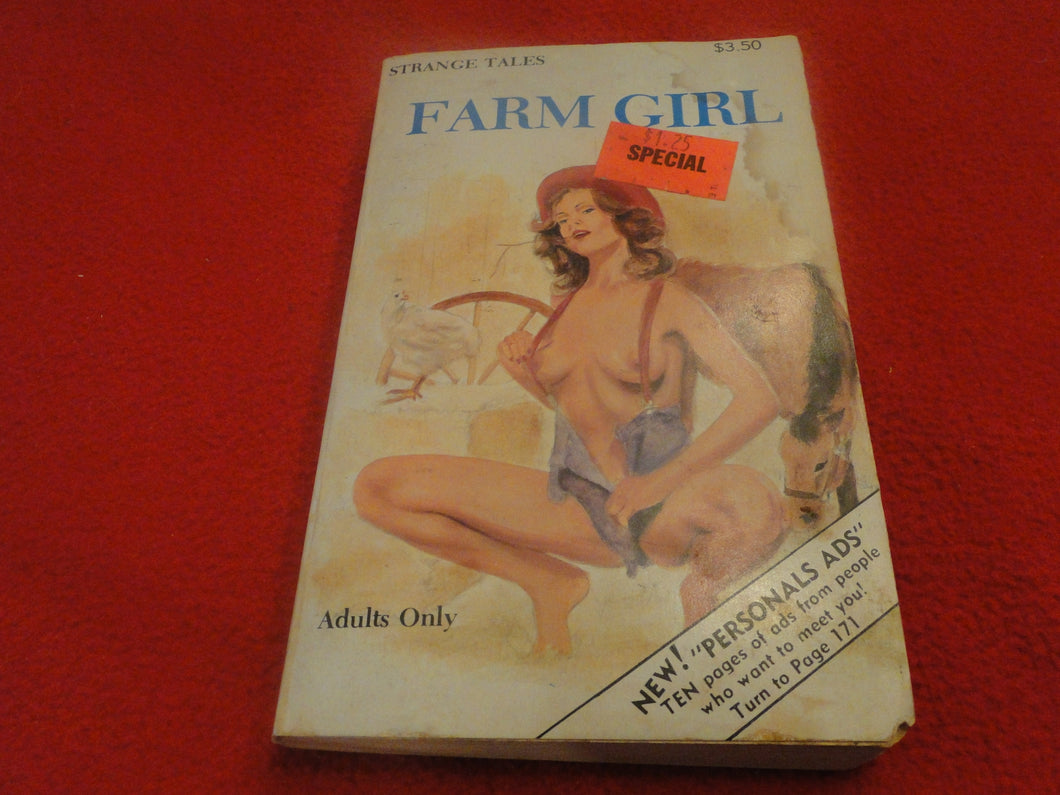 STRANGE TALES
$3.50
FARM GIRL
$1.25
SPECIAL
Adults Only
NEW! "PERSONALS ADS"
TEN pages of ads from people
who want to meet you!
Turn to Page 171